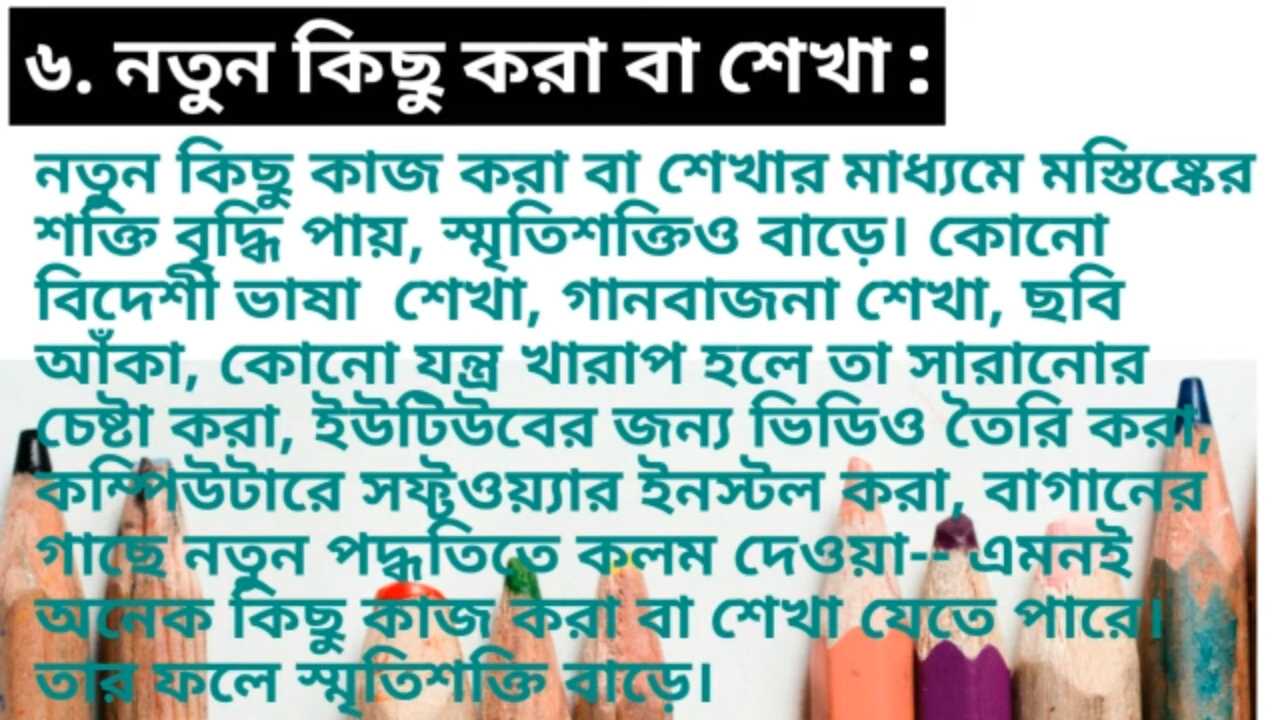 ৬. নতুন কিছু করা বা শেখা :
নতুন কিছু কাজ করা বা শেখার মাধ্যমে মস্তিষ্কের
শক্তি বৃদ্ধি পায়, স্মৃতিশক্তিও বাড়ে। কোনো
বিদেশী ভাষা শেখা, গানবাজনা শেখা, ছবি
আঁকা, কোনো যন্ত্র খারাপ হলে তা সারানোর
চেষ্টা করা, ইউটিউবের জন্য ভিডিও তৈরি করা,
কম্পিউটারে সফ্টওয়্যার ইনস্টল করা, বাগানের
গাছে নতুন পদ্ধতিতে কলম দেওয়া-- এমনই
অনেক কিছু কাজ করা বা শেখা যেতে পারে।
তার ফলে স্মৃতিশক্তি বাড়ে।